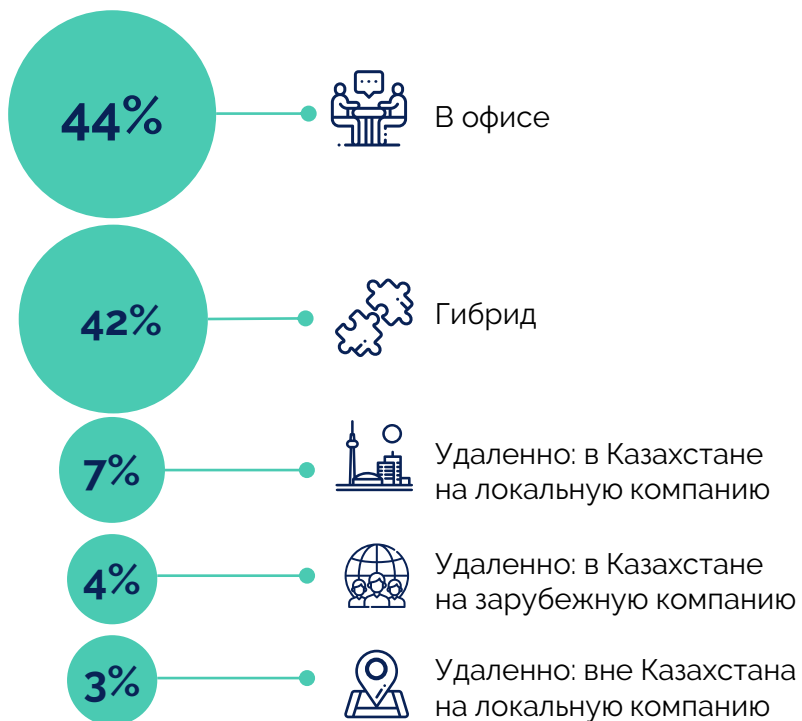 44%
В офисе
42%
Гибрид
7%
Удаленно: в Казахстане
на локальную компанию
4%
Удаленно: в Казахстане
на зарубежную компанию
3%
Удаленно: вне Казахстана
на локальную компанию